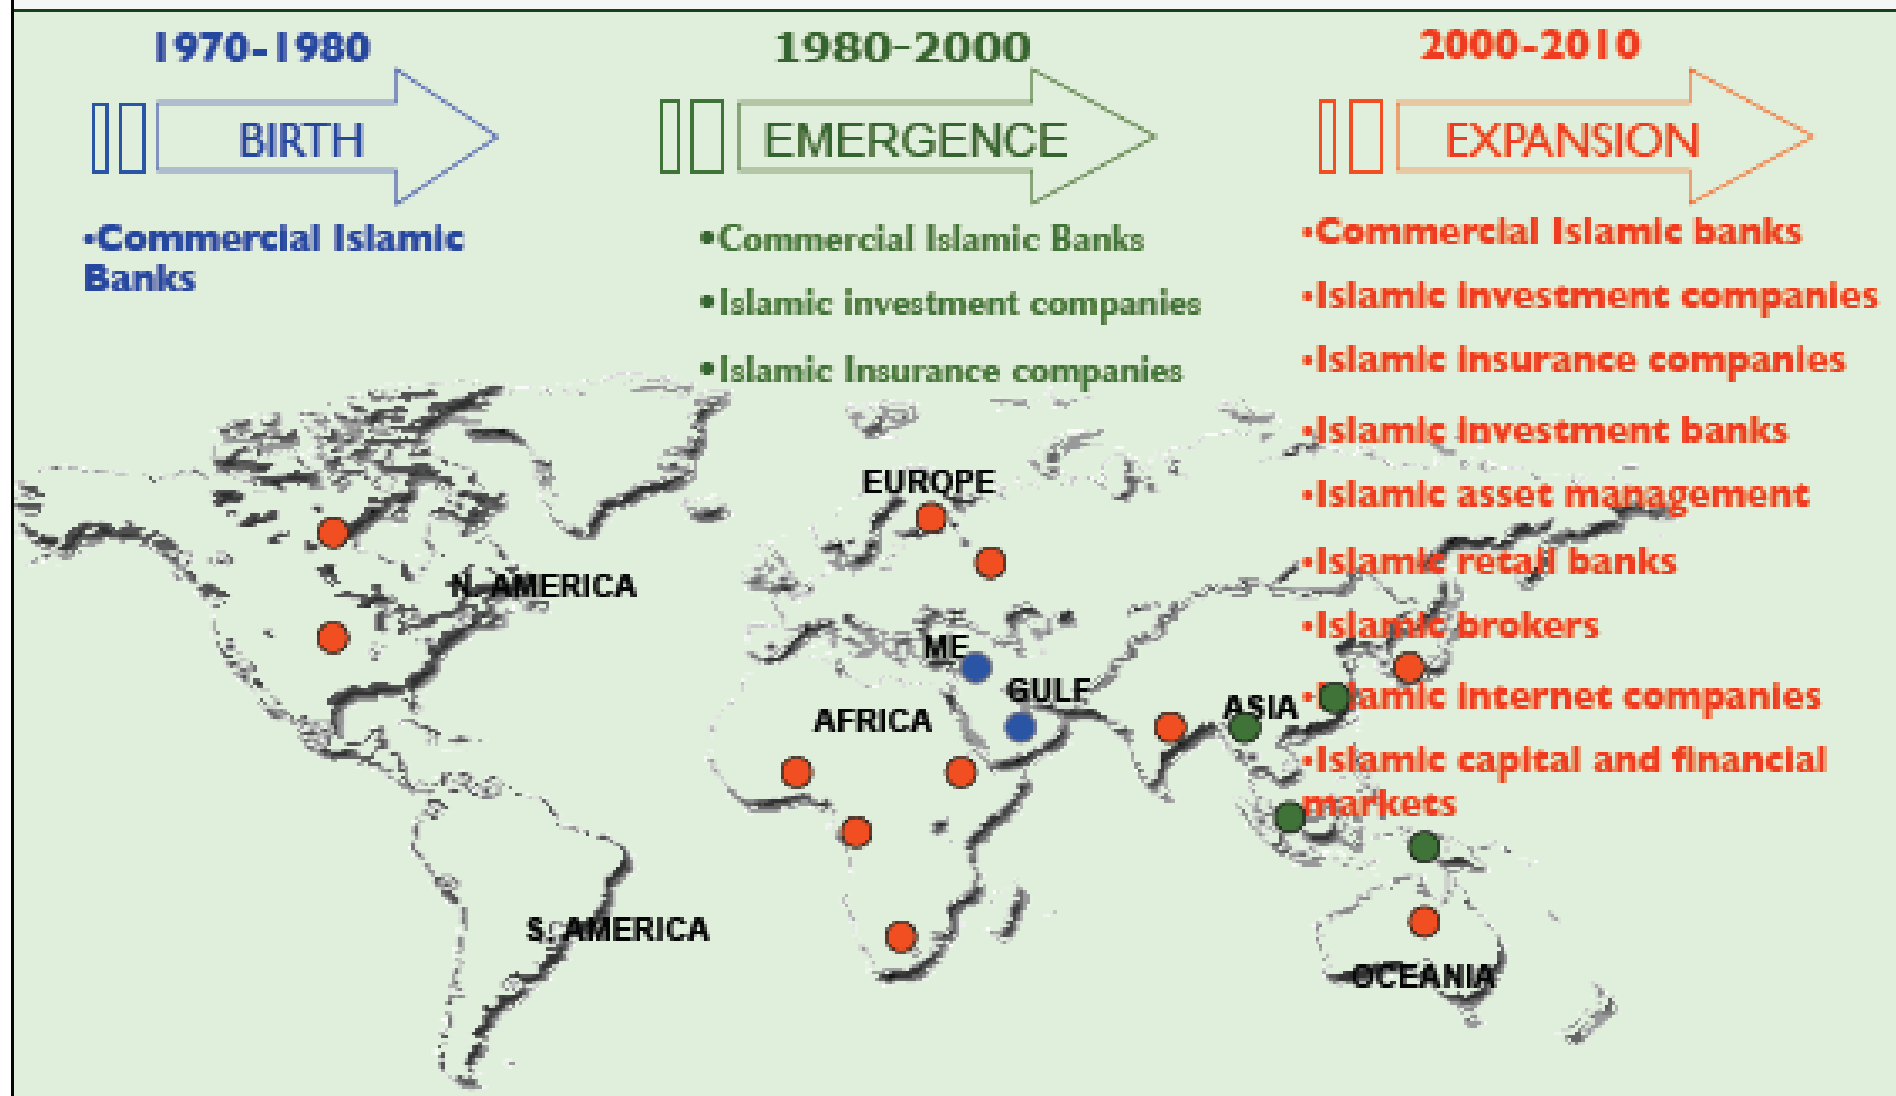 1970-1980
BIRTH
•Commercial Islamic
Banks
1980-2000
EMERGENCE
•Commercial Islamic Banks
•Islamic investment companies
•Islamic Insurance companies
2000-2010
EXPANSION
•Commercial Islamic banks
•Islamic investment companies
•Islamic insurance companies
•Islamic investment banks
•Islamic asset management
•Islamic retail banks
•Islamic brokers
•Islamic internet companies
•Islamic capital and financial
markets
EUROPE
N. AMERICA
ME
GULF
AFRICA
ASIA
S. AMERICA
OCEANIA